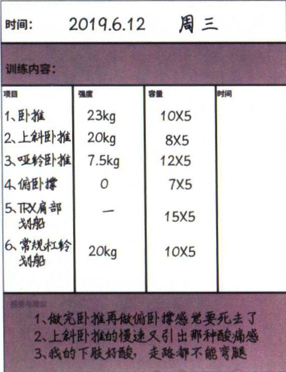 时间： 2019.6.12 周三
训练内容：
项目 强度 容量 时间
1、卧推 23kg 10X5
2、上斜卧推 20kg 8X5
3、哑铃卧推 7.5kg 12X5
4、俯卧撑 0 7X5
5、TRX肩部
划船 — 15X5
6、常规杠铃
划船 20kg 10X5
1、做完卧推再做俯卧撑感觉要死去了
2、上斜卧推的慢速又引出那种酸痛感
3、我的下肢好酸，走路都不能弯腿